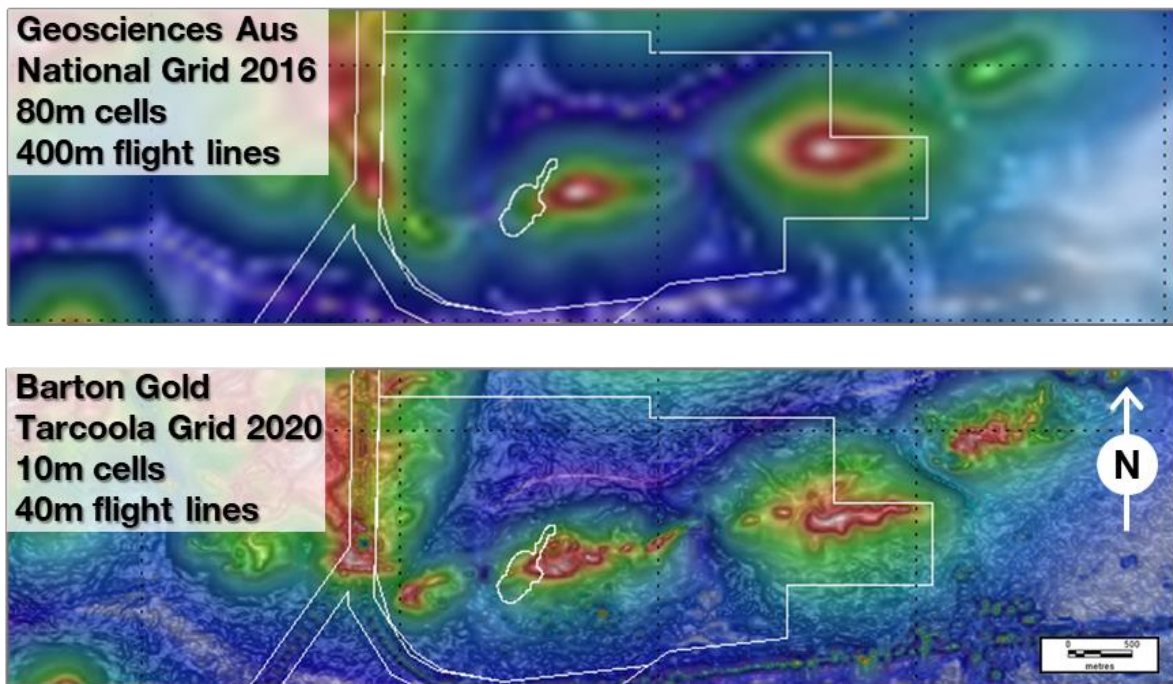 Geosciences Aus
National Grid 2016
80m cells
400m flight lines
Barton Gold
Tarcoola Grid 2020
10m cells
40m flight lines
N
0 500
metres